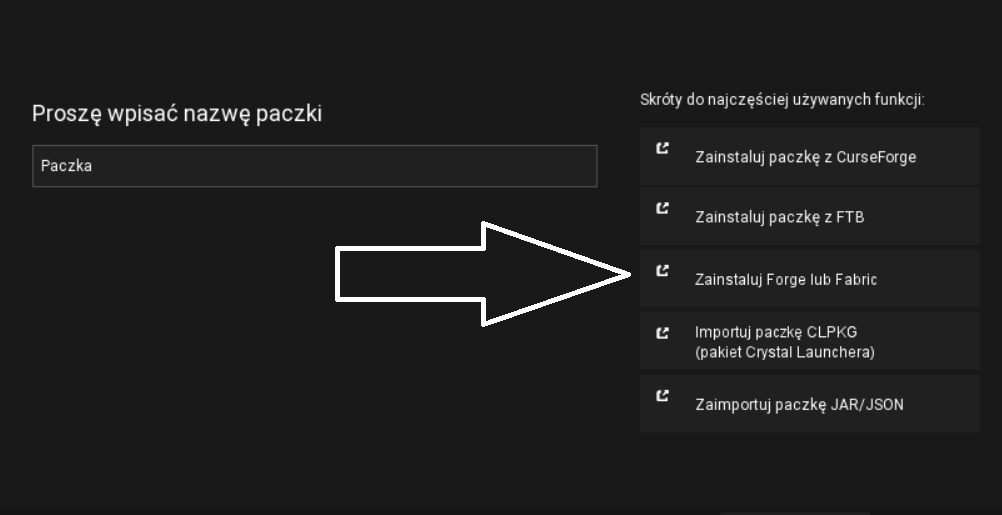 Proszę wpisać nazwę paczki
Paczka
Skróty do najczęściej używanych funkcji:
Zainstaluj paczkę z CurseForge
Zainstaluj paczkę z FTB
Zainstaluj Forge lub Fabric
Importuj paczkę CLPKG
(pakiet Crystal Launchera)
Zaimportuj paczkę JAR/JSON